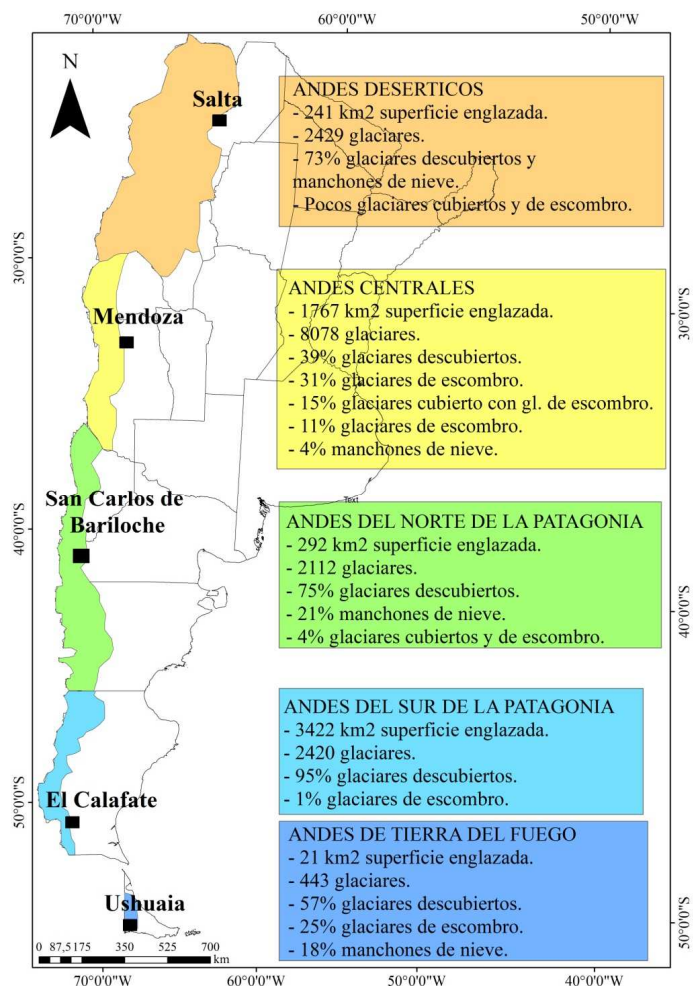 70°00'0"W
60°00'0"W
50°00'0"W
N
Salta
ANDES DESERTICOS
- 241 km2 superficie englazada.
- 2429 glaciares.
- 73% glaciares descubiertos y
manchones de nieve.
- Pocos glaciares cubiertos y de escombro.
30°0'0"S
30°0'0"S
Mendoza
ANDES CENTRALES
- 1767 km2 superficie englazada.
- 8078 glaciares.
- 39% glaciares descubiertos.
- 31% glaciares de escombro.
- 15% glaciares cubierto con gl. de escombro.
- 11% glaciares de escombro.
- 4% manchones de nieve.
Text
San Carlos de
Bariloche
40°0'0"S
40°0'0"S
ANDES DEL NORTE DE LA PATAGONIA
- 292 km2 superficie englazada.
- 2112 glaciares.
- 75% glaciares descubiertos.
- 21% manchones de nieve.
- 4% glaciares cubiertos y de escombro.
ANDES DEL SUR DE LA PATAGONIA
- 3422 km2 superficie englazada.
- 2420 glaciares.
- 95% glaciares descubiertos.
- 1% glaciares de escombro.
El Calafate
50°0'0"S
50°0'0"S
ANDES DE TIERRA DEL FUEGO
- 21 km2 superficie englazada.
- 443 glaciares.
- 57% glaciares descubiertos.
- 25% glaciares de escombro.
- 18% manchones de nieve.
Ushuaia
0 87,5 175 350 525 700
km
70°00'0"W
60°00'0"W
50°00'0"W
40°00'0"W